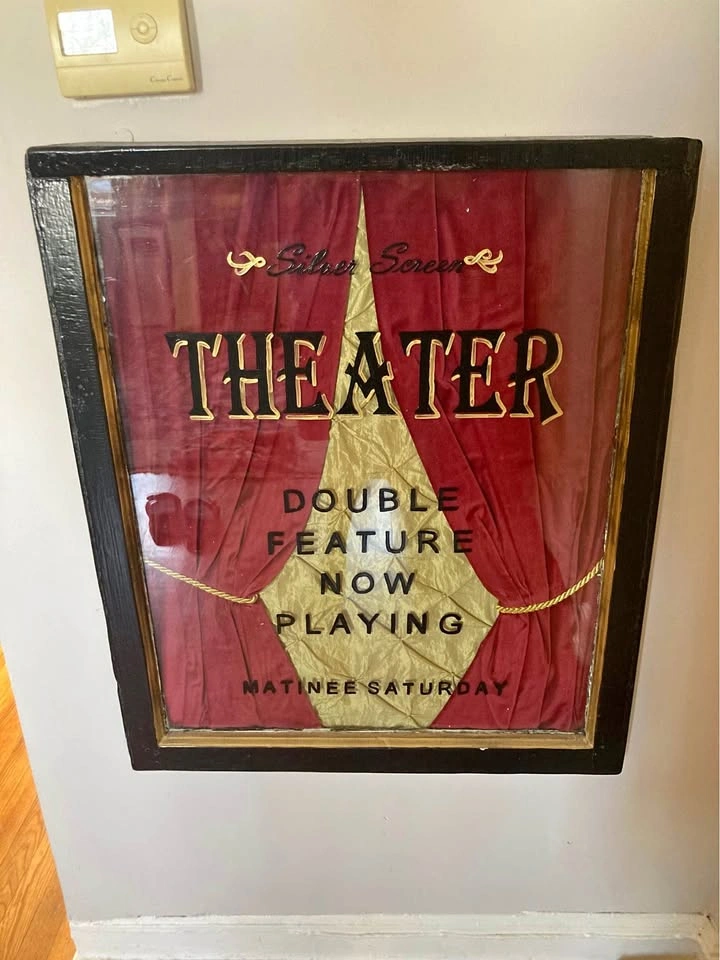 Silver Screen
THEATER
DOUBLE
FEATURE
NOW
PLAYING
MATINEE SATURDAY